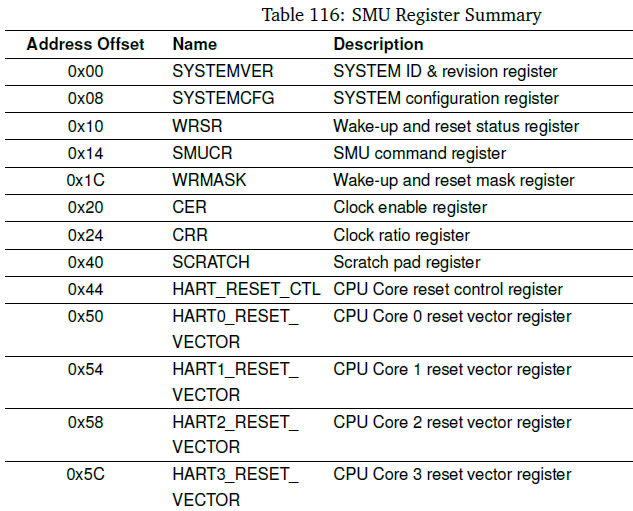 Table 116: SMU Register Summary
Address Offset Name Description
0x00 SYSTEMVER SYSTEM ID & revision register
0x08 SYSTEMCFG SYSTEM configuration register
0x10 WRSR Wake-up and reset status register
0x14 SMUCR SMU command register
0x1C WRMASK Wake-up and reset mask register
0x20 CER Clock enable register
0x24 CRR Clock ratio register
0x40 SCRATCH Scratch pad register
0x44 HART_RESET_CTL CPU Core reset control register
0x50 HART0_RESET_ CPU Core 0 reset vector register
VECTOR
0x54 HART1_RESET_ CPU Core 1 reset vector register
VECTOR
0x58 HART2_RESET_ CPU Core 2 reset vector register
VECTOR
0x5C HART3_RESET_ CPU Core 3 reset vector register
VECTOR